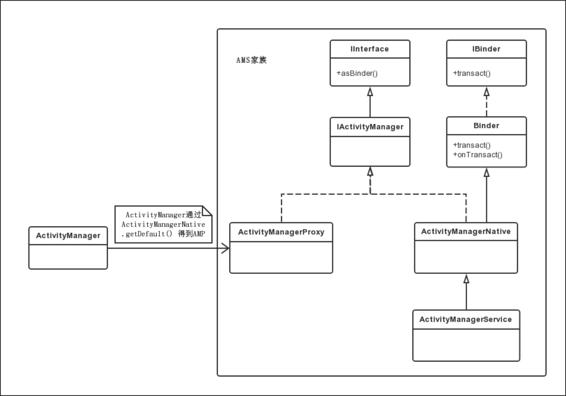 AMS家族
IInterface
+asBinder()
IBinder
+transact()
IActivityManager
Binder
+transact()
+onTransact()
ActivityManager通过
ActivityManagerNative
.getDefault() 得到AMP
ActivityManager
ActivityManagerProxy
ActivityManagerNative
ActivityManagerService